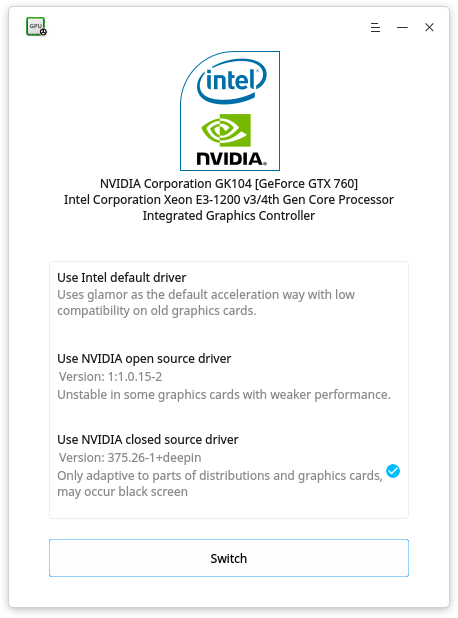 GPU
intel
NVIDIA.
NVIDIA Corporation GK104 [GeForce GTX 760]
Intel Corporation Xeon E3-1200 v3/4th Gen Core Processor
Integrated Graphics Controller
Use Intel default driver
Uses glamor as the default acceleration way with low
compatibility on old graphics cards.
Use NVIDIA open source driver
Version: 1:1.0.15-2
Unstable in some graphics cards with weaker performance.
Use NVIDIA closed source driver
Version: 375.26-1+deepin
Only adaptive to parts of distributions and graphics cards,
may occur black screen
Switch